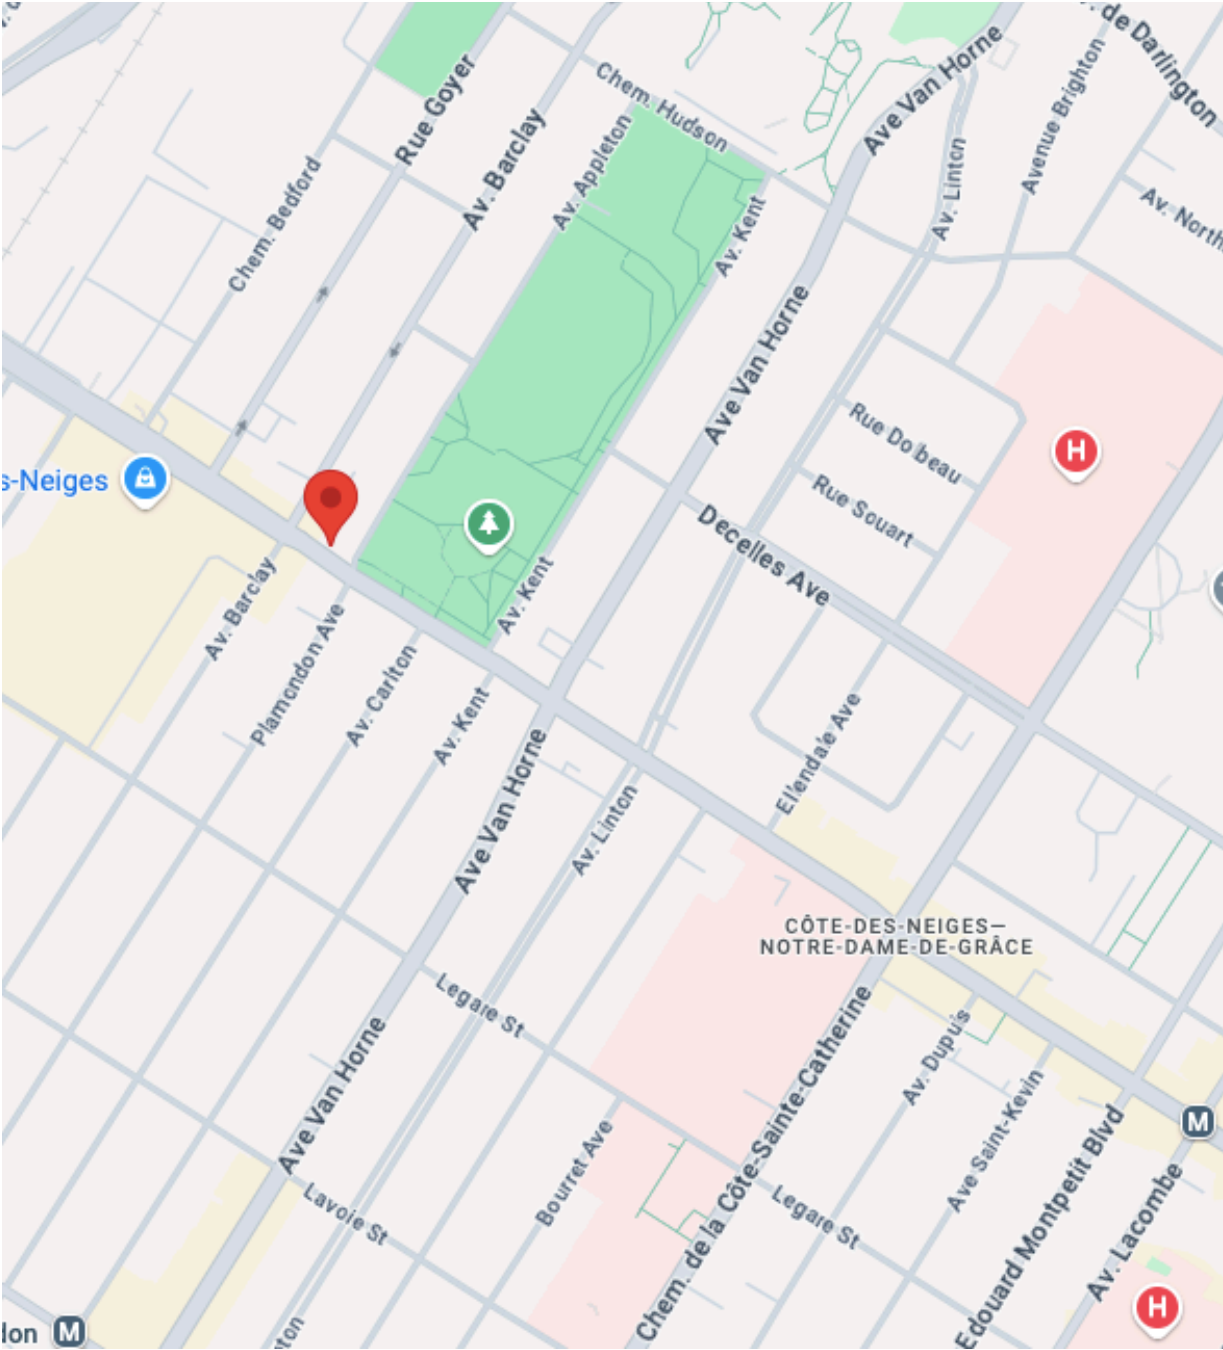 Ave Van Horne
de Darlington
Rue Goyer
Chem. Hudson
Avenue Brighton
Av. Barclay
Av. Appleton
Av. Linton
Chem. Bedford
Av. Kent
Av. North
Ave Van Horne
Rue Dolbeau
H
s-Neiges
Rue Souart
Decelles Ave
Av. Kent
Av. Barclay
Plamondon Ave
Av. Carlton
Av. Kent
Ellendale Ave
Ave Van Horne
Av. Linton
CÔTE-DES-NEIGES—
NOTRE-DAME-DE-GRÂCE
Legare St
Av. Dupuis
Ave Van Horne
Ave Saint-Kevin
M
Bourret Ave
Chem. de la Côte-Sainte-Catherine
Edouard Montpetit Blvd
Lavoie St
Legare St
Av. Lacombe
H
don M
ton